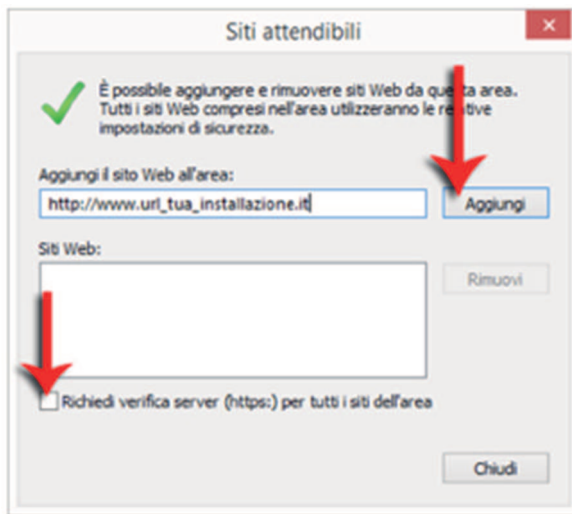 Siti attendibili
È possibile aggiungere e rimuovere siti Web da questa area.
Tutti i siti Web compresi nell'area utilizzeranno le relative
impostazioni di sicurezza.
Aggiungi il sito Web all'area:
http://www.url_tua_installazione.it
Aggiungi
Siti Web:
Rimuovi
Richiedi verifica server (https:) per tutti i siti dell'area
Chiudi